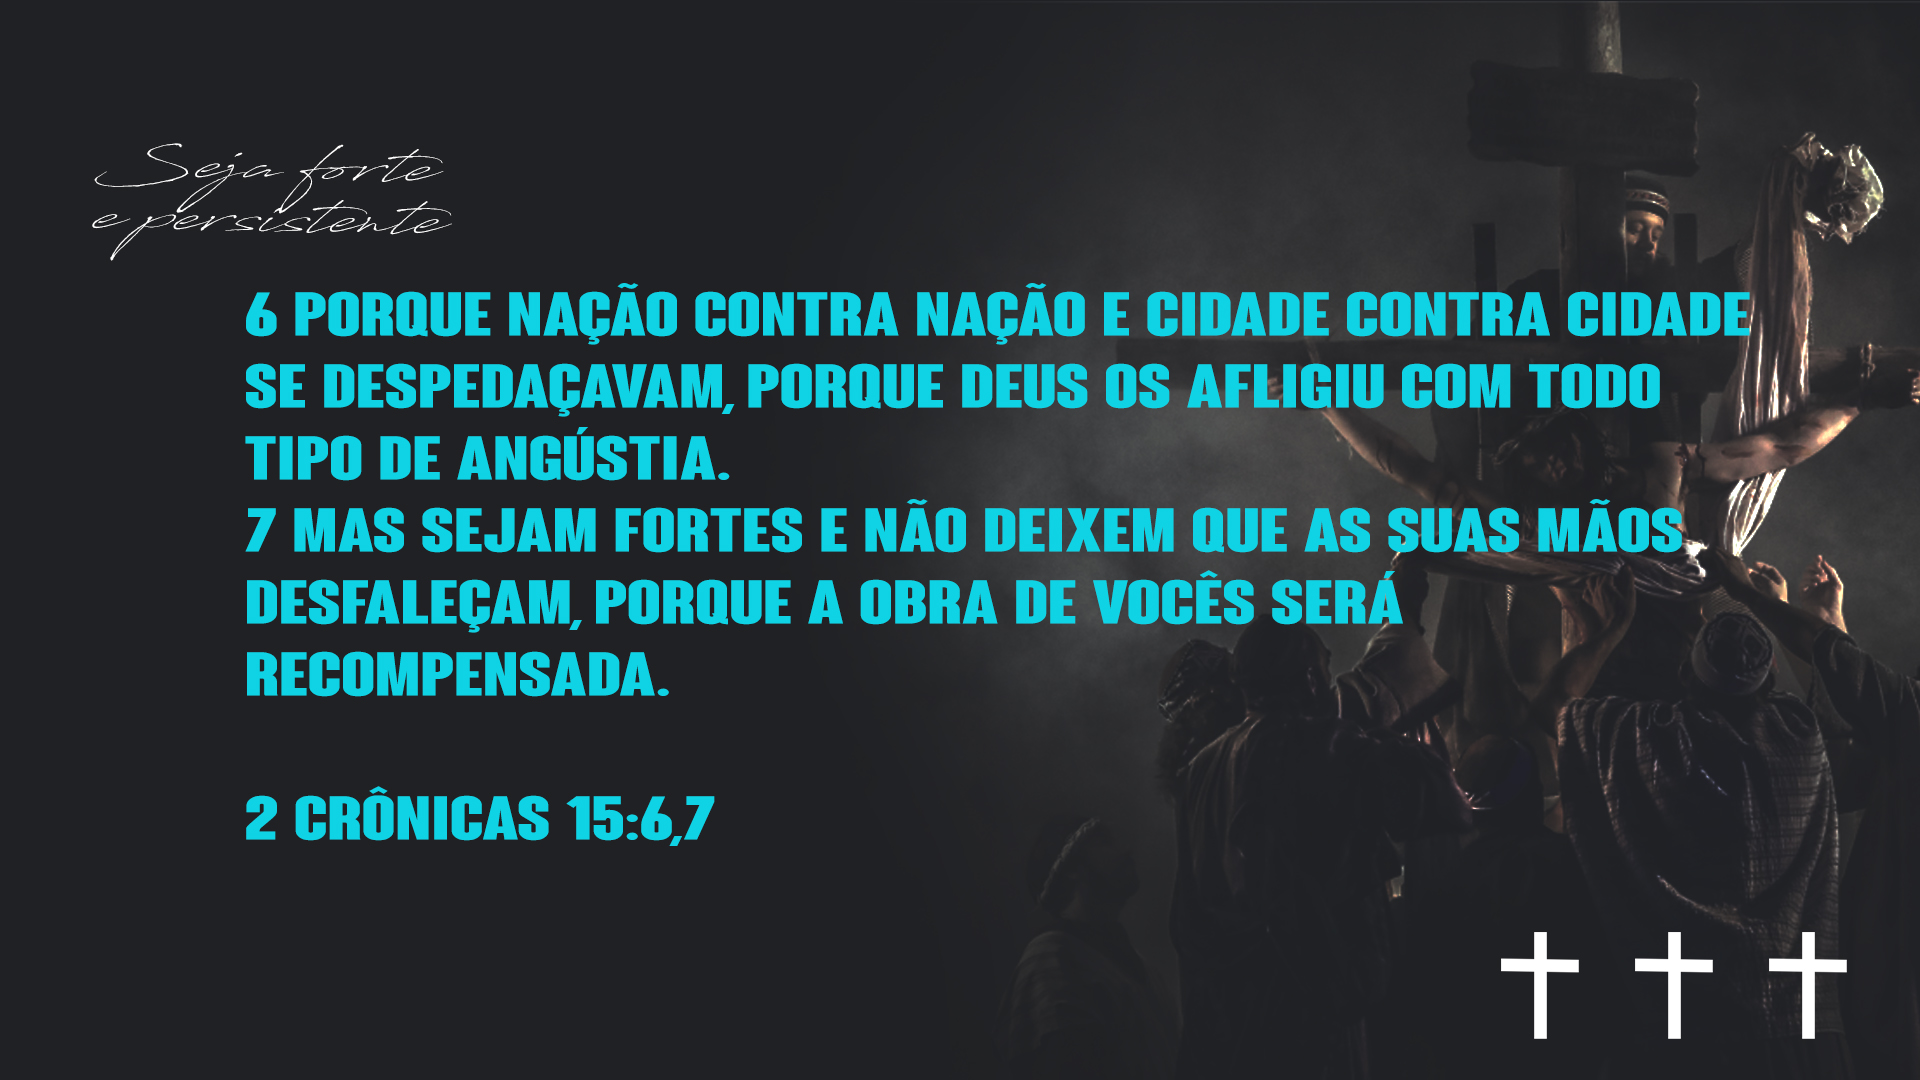 Seja forte
e persistente
6 PORQUE NAÇÃO CONTRA NAÇÃO E CIDADE CONTRA CIDADE
SE DESPEDAÇAVAM, PORQUE DEUS OS AFLIGIU COM TODO
TIPO DE ANGÚSTIA.
7 MAS SEJAM FORTES E NÃO DEIXEM QUE AS SUAS MÃOS
DESFALEÇAM, PORQUE A OBRA DE VOCÊS SERÁ
RECOMPENSADA.
2 CRÔNICAS 15:6,7